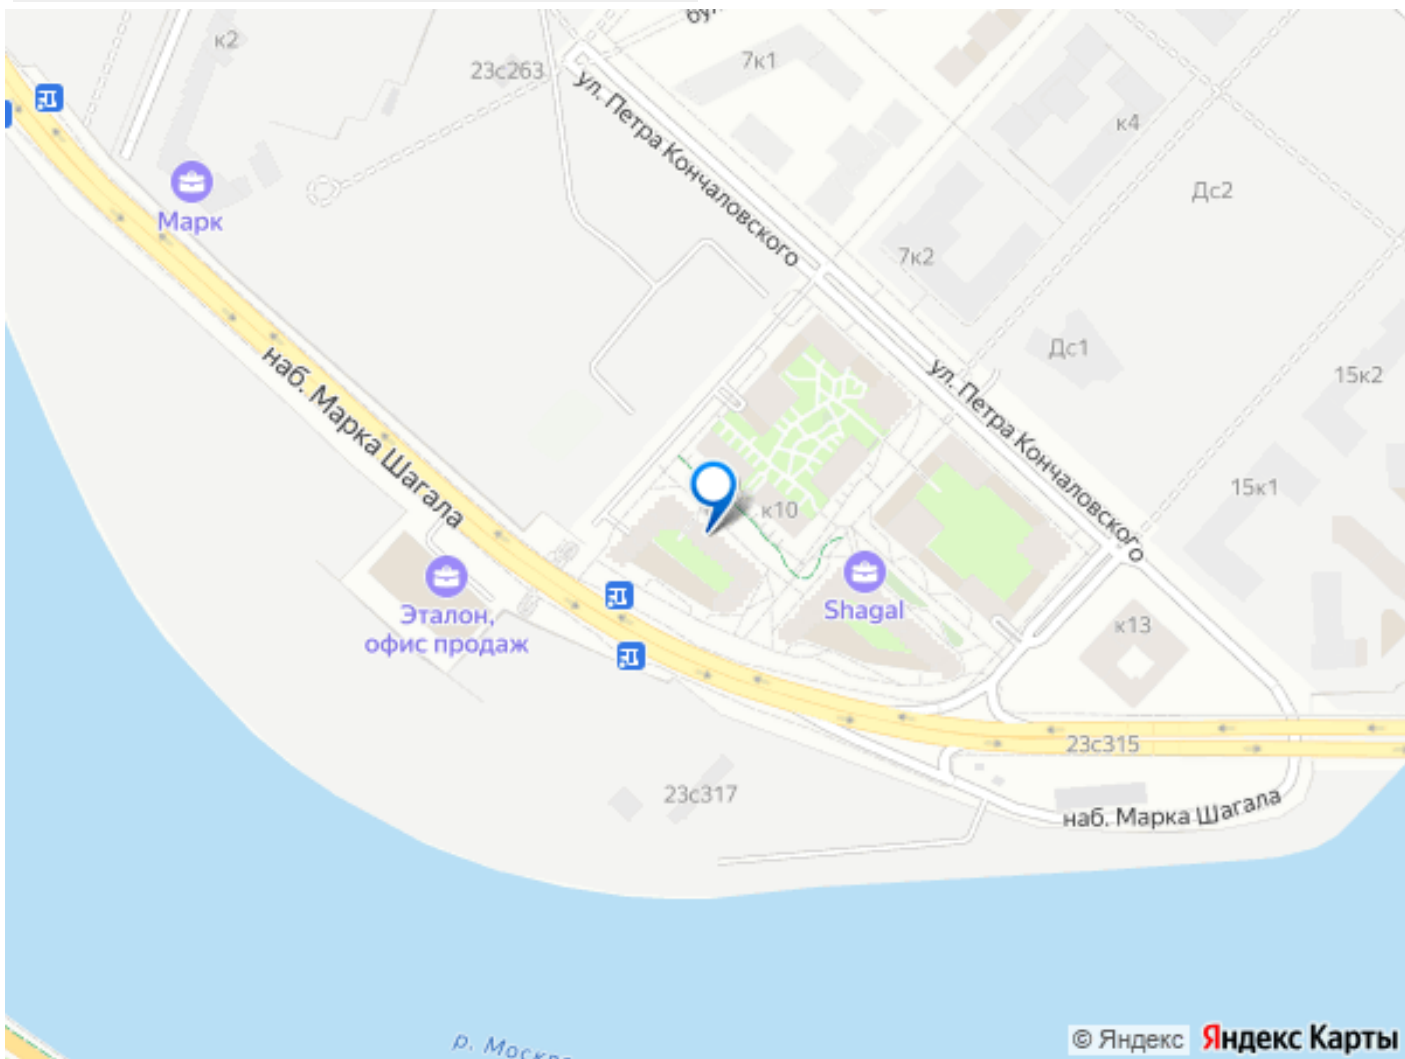 к2
23с263
7к1
ул. Петра Кончаловского
к4
Марк
Дс2
7к2
Дс1
наб. Марка Шагала
ул. Петра Кончаловского
15к2
15к1
к10
Shagal
Эталон,
офис продаж
к13
23с315
23с317
наб. Марка Шагала
© Яндекс Яндекс Карты